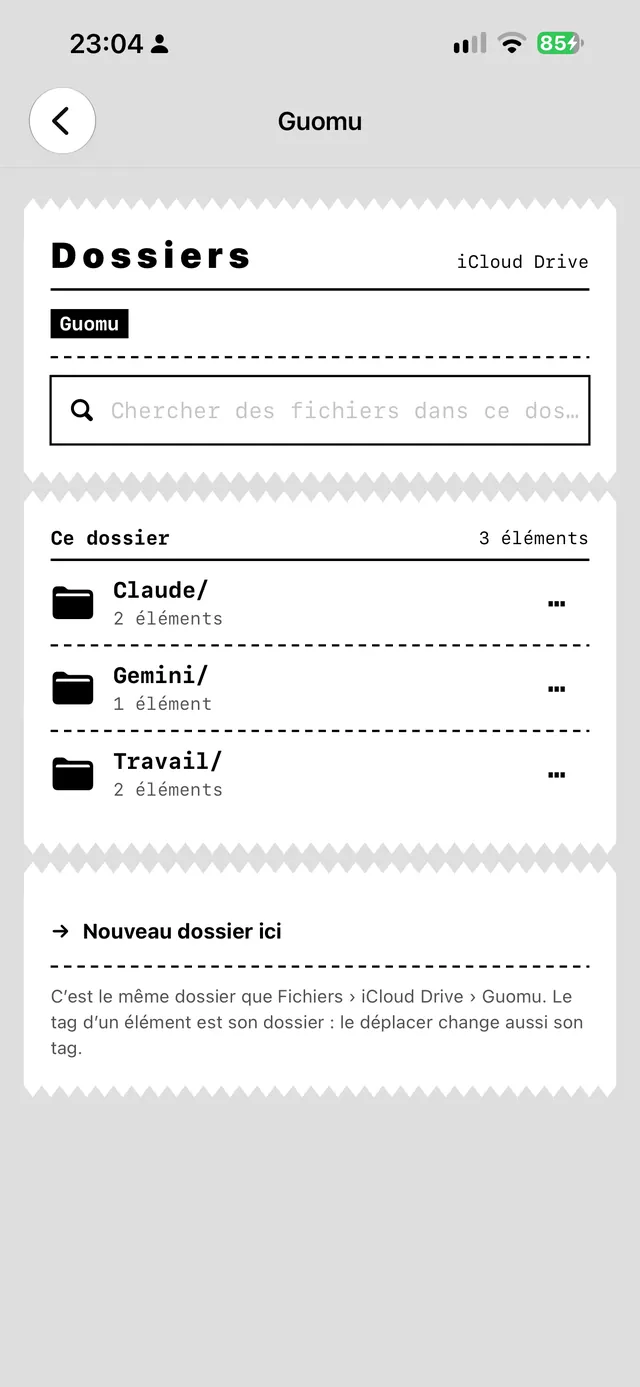 23:04
85
Guomu
Dossiers
iCloud Drive
Guomu
Chercher des fichiers dans ce dos…
Ce dossier
3 éléments
Claude/
2 éléments
Gemini/
1 élément
Travail/
2 éléments
→ Nouveau dossier ici
C’est le même dossier que Fichiers › iCloud Drive › Guomu. Le
tag d’un élément est son dossier : le déplacer change aussi son
tag.